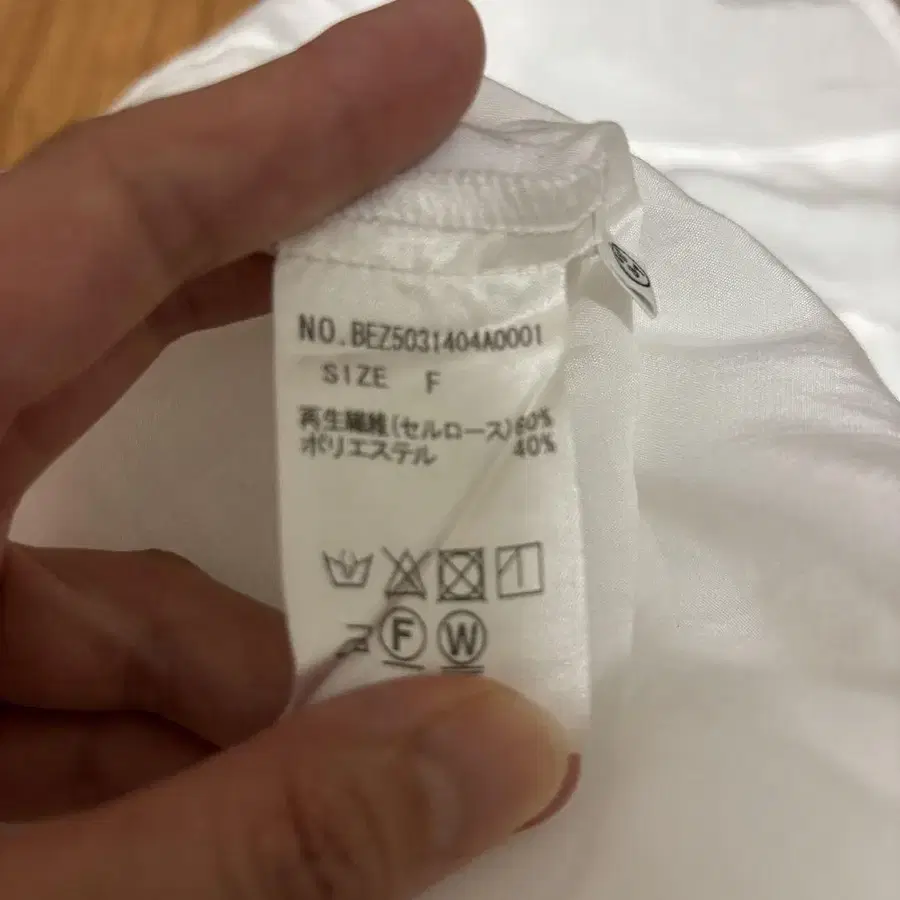 NO.BEZ5031404A0001
SIZE F
再生繊維(セルロース)60%
ポリエステル 40%
F W